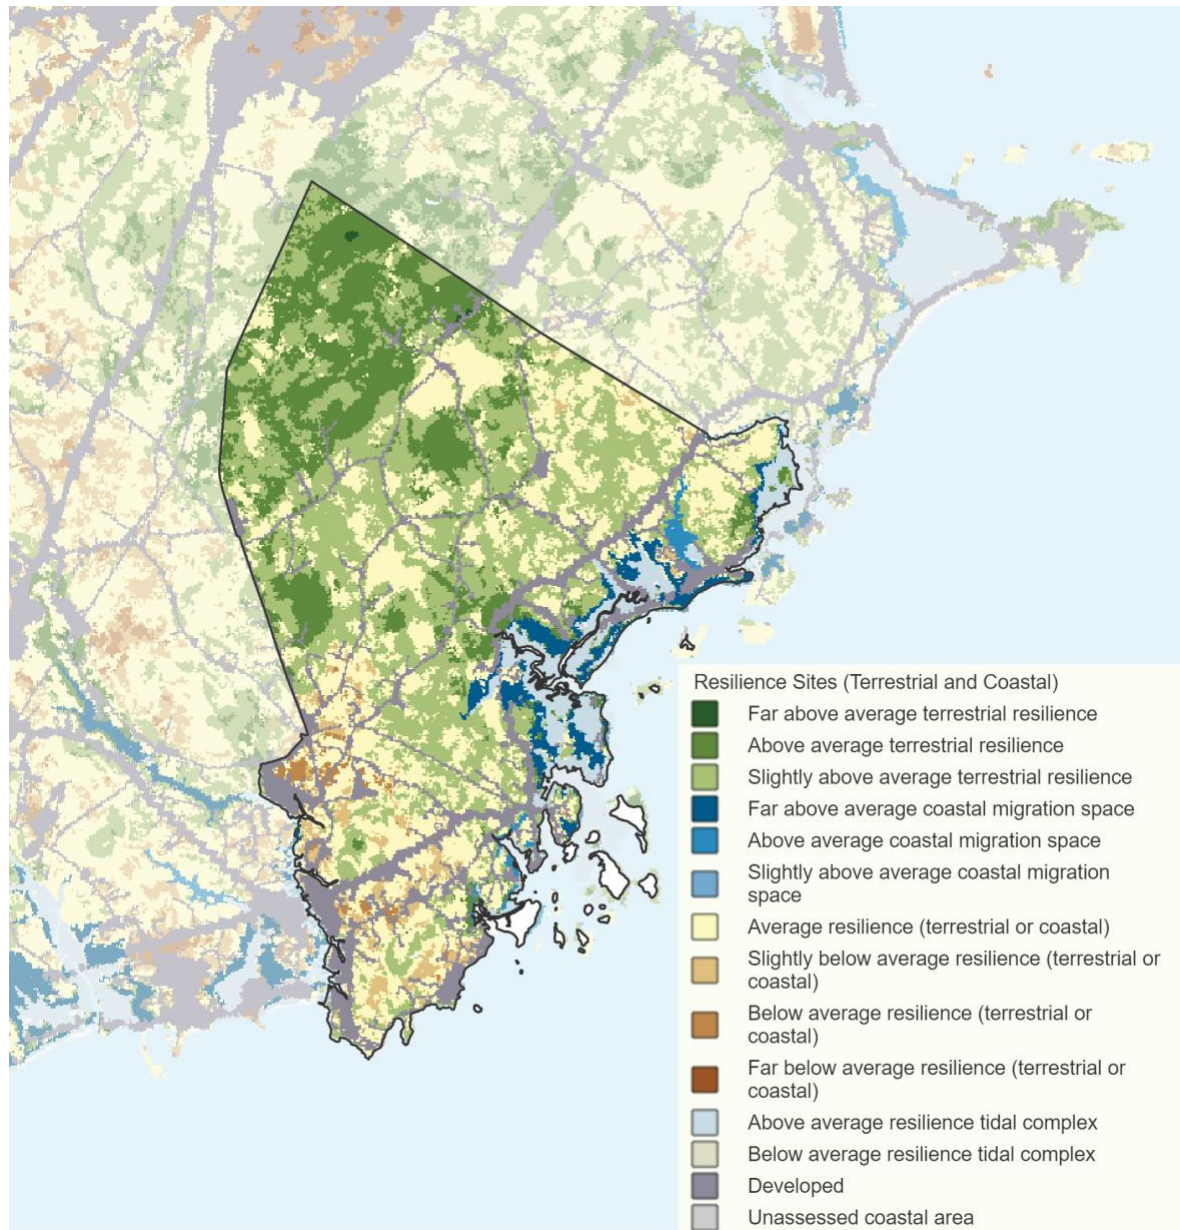 Resilience Sites (Terrestrial and Coastal)
Far above average terrestrial resilience
Above average terrestrial resilience
Slightly above average terrestrial resilience
Far above average coastal migration space
Above average coastal migration space
Slightly above average coastal migration
space
Average resilience (terrestrial or coastal)
Slightly below average resilience (terrestrial or
coastal)
Below average resilience (terrestrial or
coastal)
Far below average resilience (terrestrial or
coastal)
Above average resilience tidal complex
Below average resilience tidal complex
Developed
Unassessed coastal area